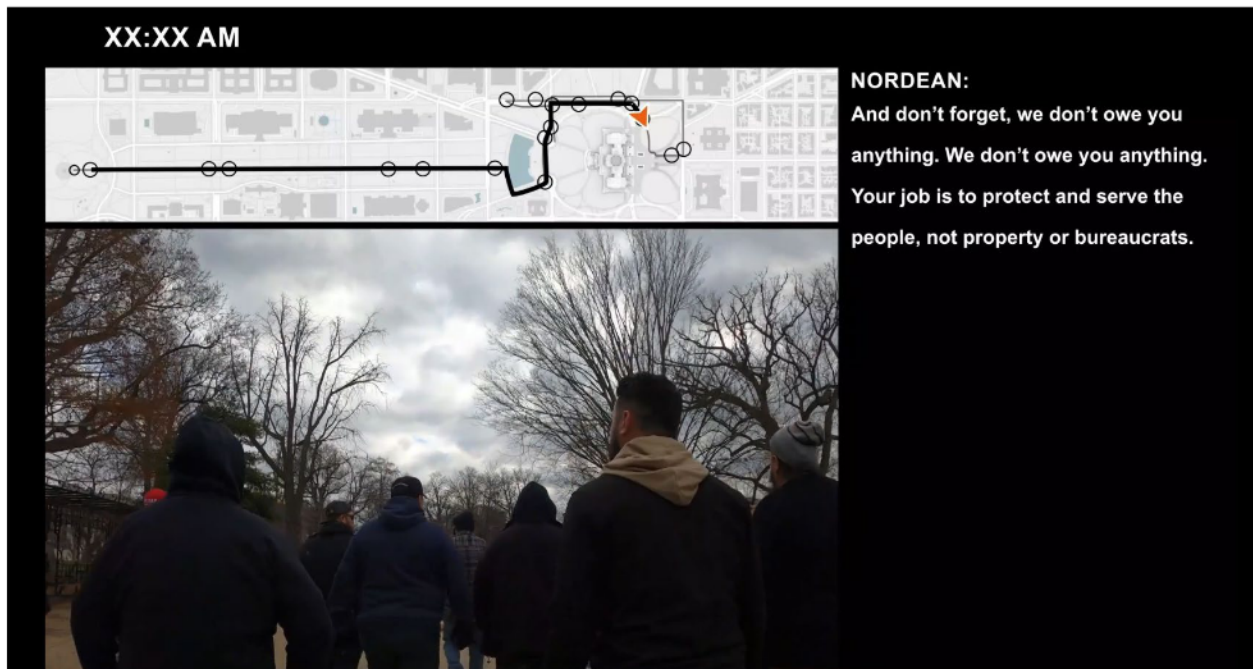 XX:XX AM
NORDEAN:
And don’t forget, we don’t owe you
anything. We don’t owe you anything.
Your job is to protect and serve the
people, not property or bureaucrats.